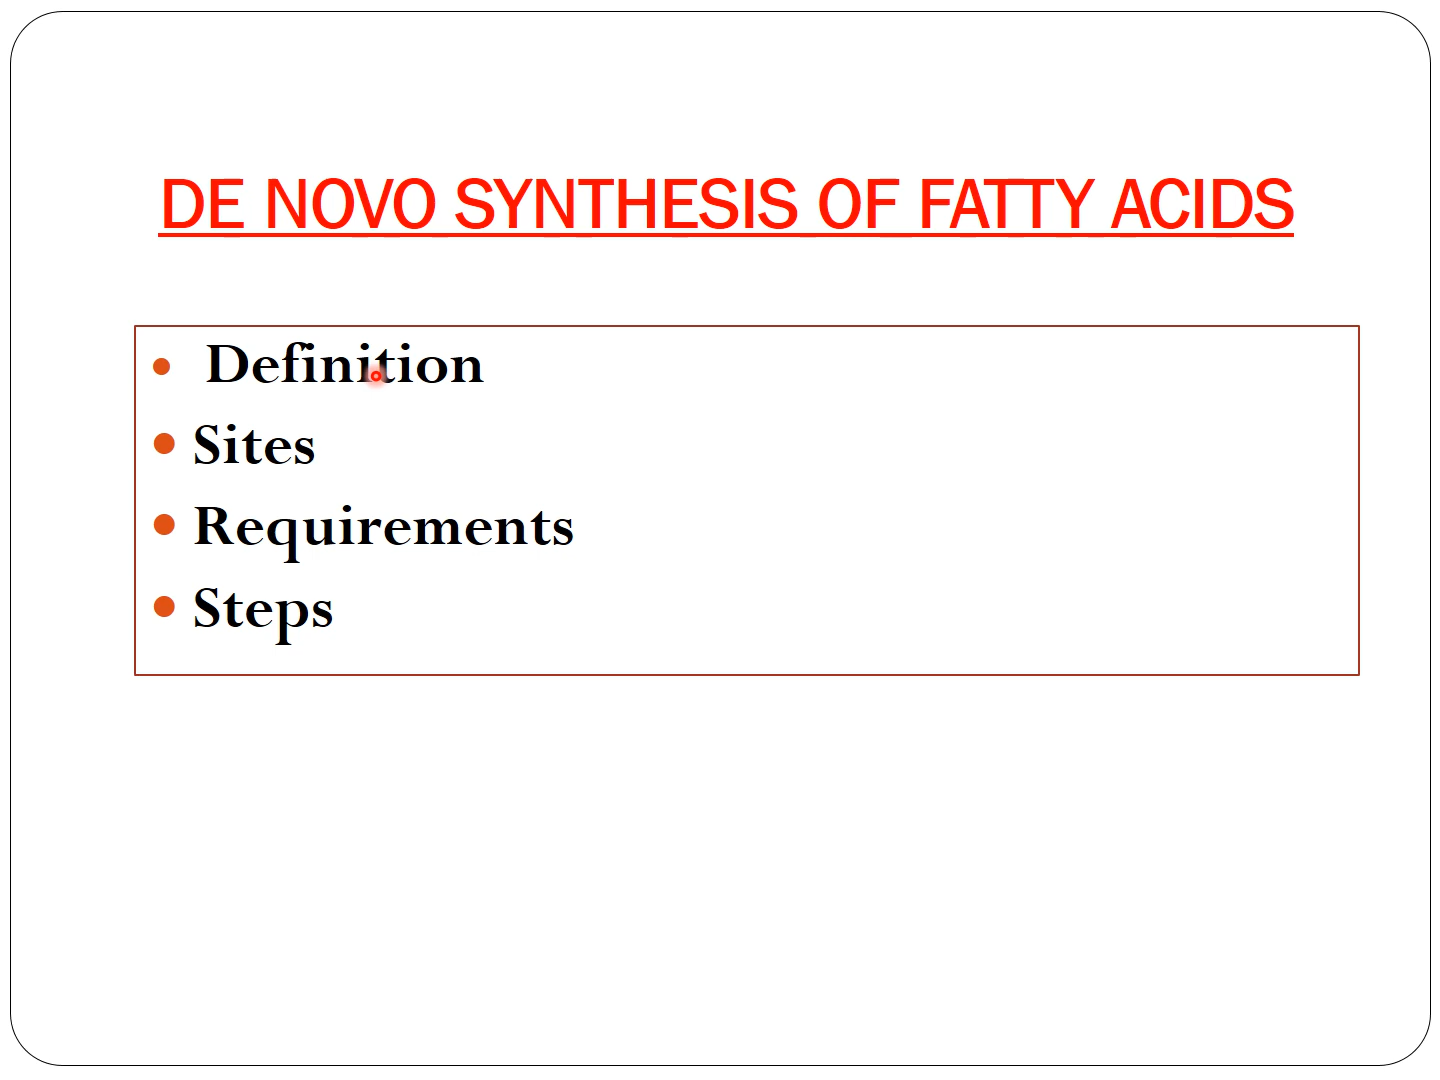 DE NOVO SYNTHESIS OF FATTY ACIDS
Definition
Sites
Requirements
Steps